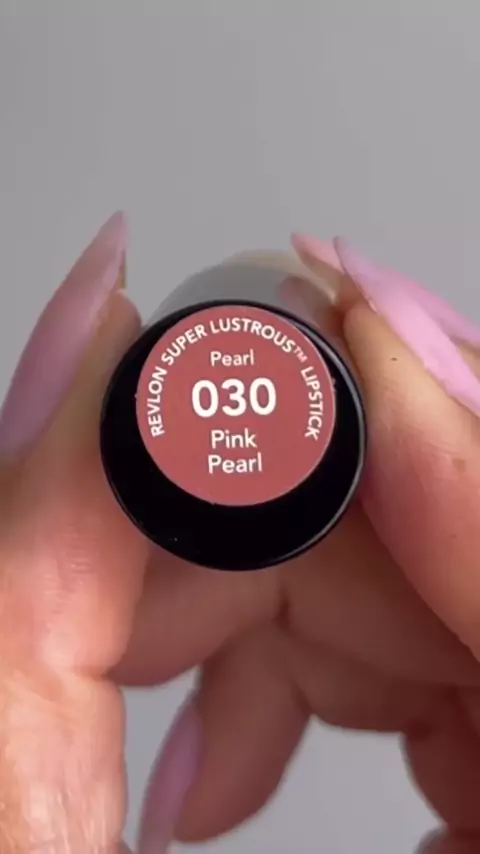 REVLON SUPER LUSTROUS™ LIPSTICK
Pearl
030
Pink
Pearl